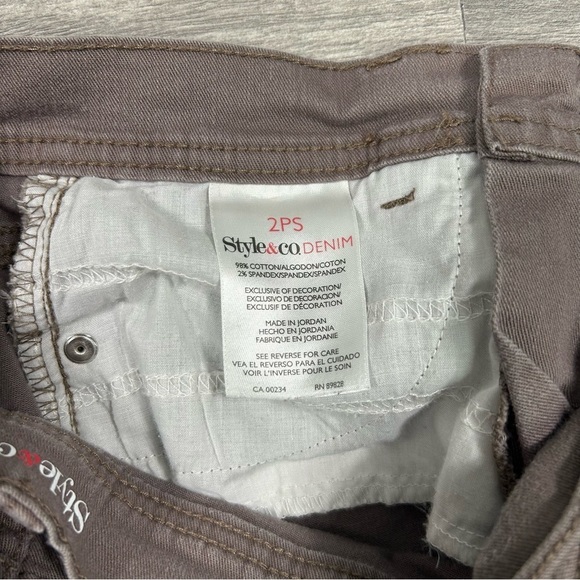 2PS
Style&co. DENIM
98% COTTON/ALGODON/COTON
2% SPANDEX/SPANDEX/SPANDEX
EXCLUSIVE OF DECORATION/
EXCLUSIVO DE DECORACION/
EXCLUSIF DE DÉCORATION
MADE IN JORDAN
HECHO EN JORDANIA
FABRIQUE EN JORDANIE
SEE REVERSE FOR CARE
VEA EL REVERSO PARA EL CUIDADO
VOIR L'INVERSE POUR LE SOIN
CA 00234 RN 89828
Style&c